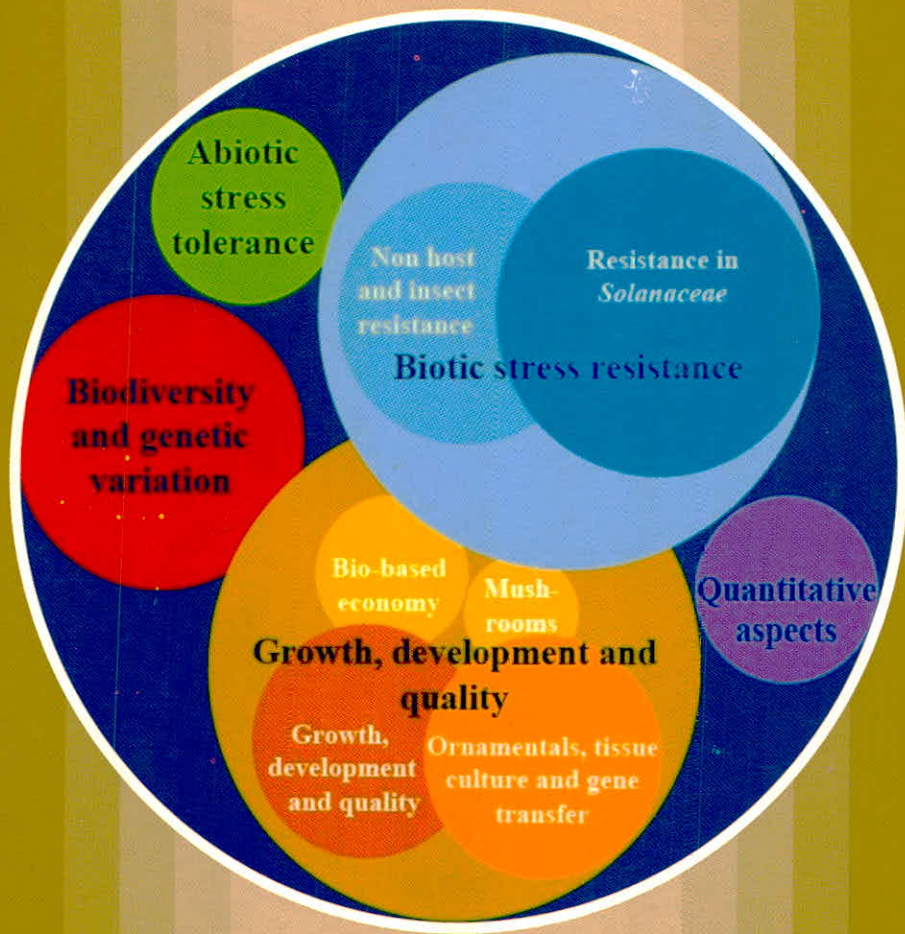 Abiotic
stress
tolerance
Non host
and insect
resistance
Resistance in
Solanaceae
Biotic stress resistance
Biodiversity
and genetic
variation
Bio-based
economy
Mush-
rooms
Quantitative
aspects
Growth, development and
quality
Growth,
development
and quality
Ornamentals, tissue
culture and gene
transfer